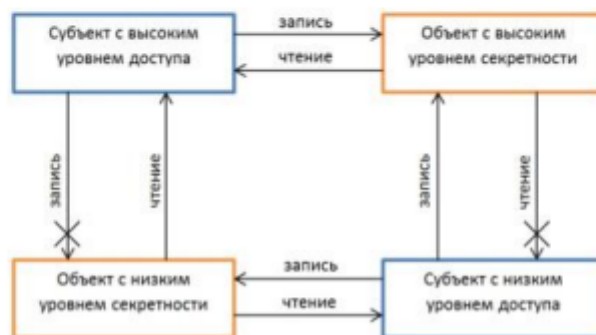 Субъект с высоким
уровнем доступа
запись
чтение
Объект с высоким
уровнем секретности
запись
чтение
запись
чтение
Объект с низким
уровнем секретности
запись
чтение
Субъект с низким
уровнем доступа